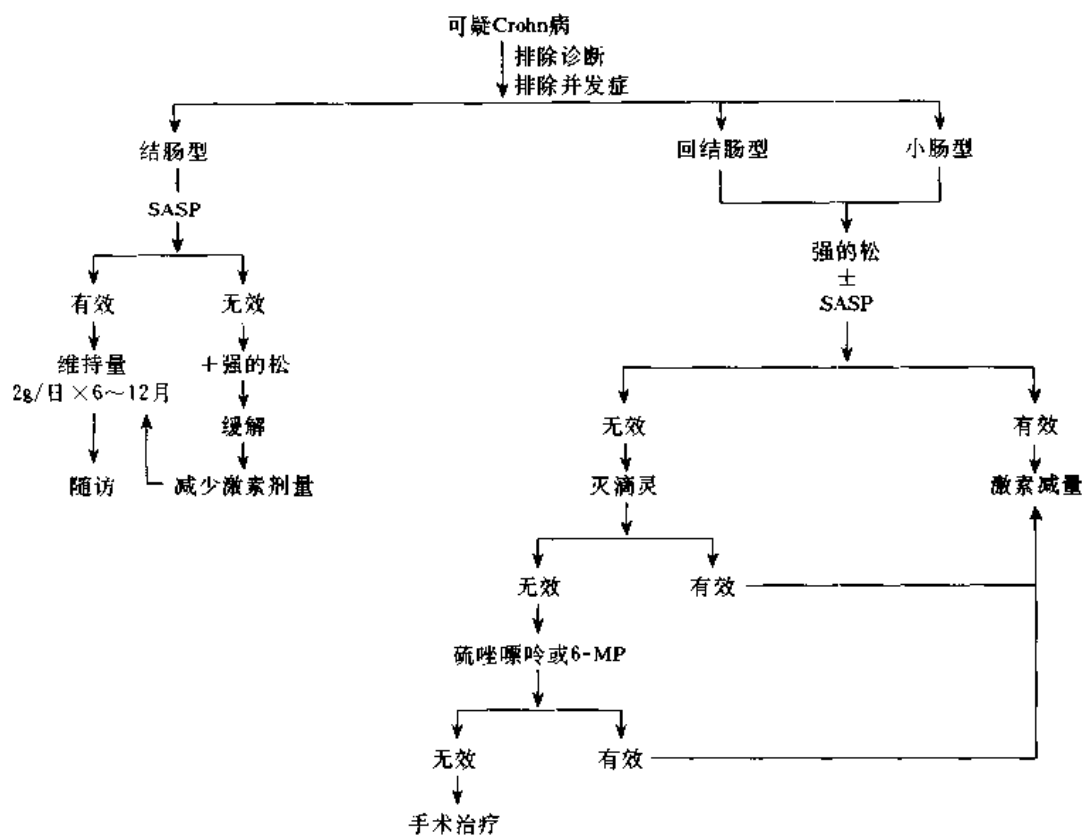 可疑Crohn病
排除诊断
排除并发症
结肠型
回结肠型
小肠型
SASP
强的松
±
SASP
有效
无效
维持量
2g/日×6～12月
＋强的松
缓解
随访
减少激素剂量
无效
有效
灭滴灵
激素减量
无效
有效
硫唑嘌呤或6-MP
无效
有效
手术治疗